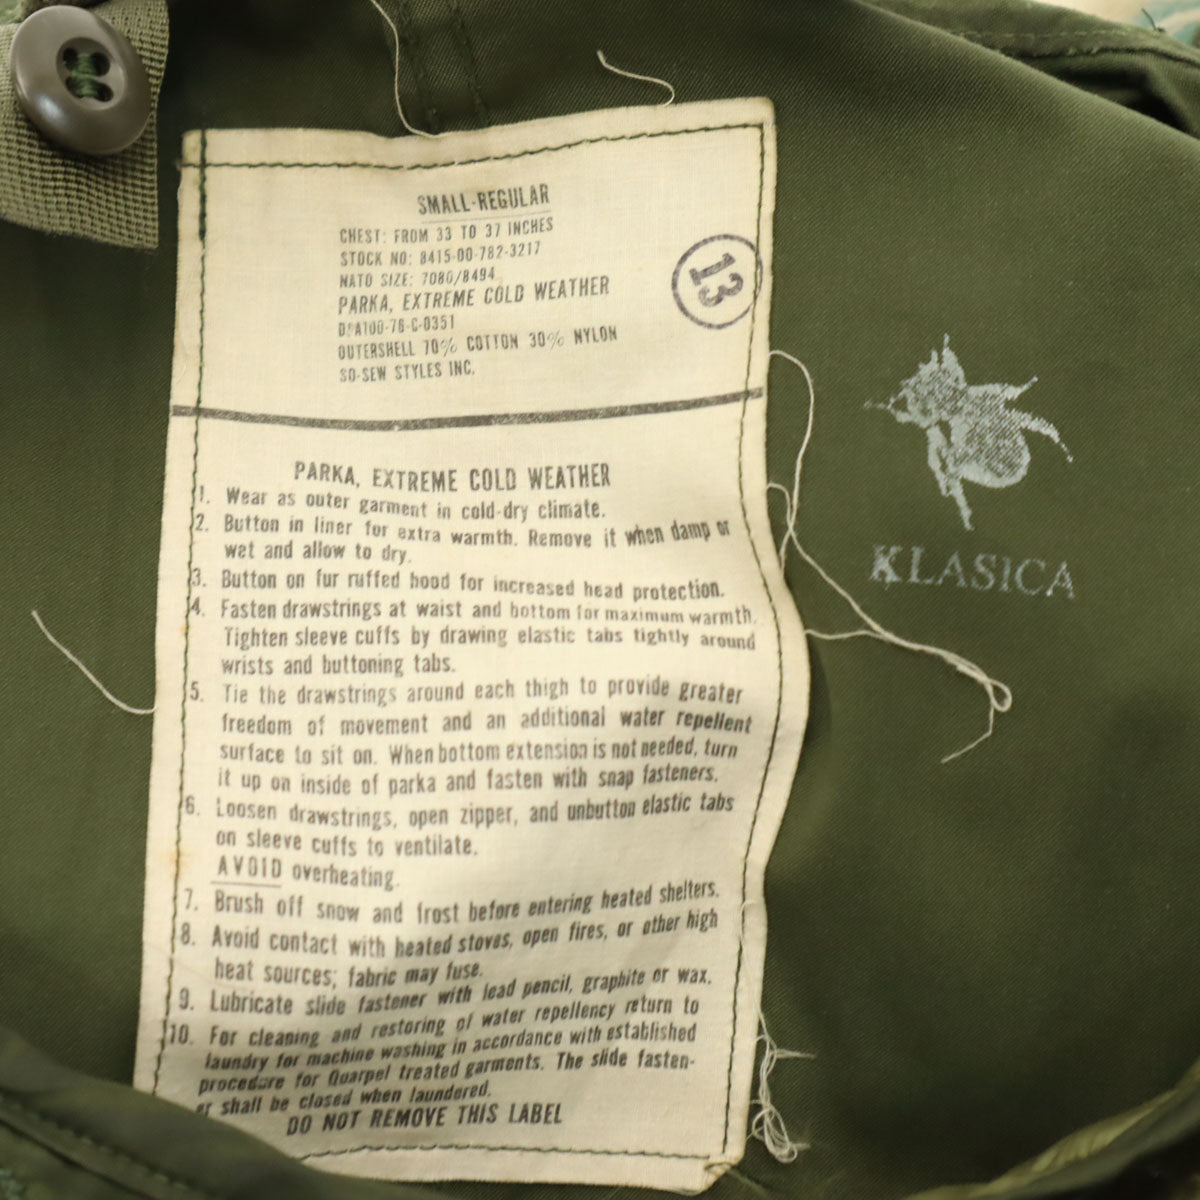 SMALL-REGULAR
CHEST: FROM 33 TO 37 INCHES
STOCK NO: 8415-00-782-3217
NATO SIZE: 7080/8494
PARKA, EXTREME COLD WEATHER
DSA100-76-C-0351
OUTERSHELL 70% COTTON 30% NYLON
SO-SEW STYLES INC.
13
PARKA, EXTREME COLD WEATHER
1. Wear as outer garment in cold-dry climate.
2. Button in liner for extra warmth. Remove it when damp or
wet and allow to dry.
3. Button on fur ruffed hood for increased head protection.
4. Fasten drawstrings at waist and bottom for maximum warmth.
Tighten sleeve cuffs by drawing elastic tabs tightly around
wrists and buttoning tabs.
5. Tie the drawstrings around each thigh to provide greater
freedom of movement and an additional water repellent
surface to sit on. When bottom extension is not needed, turn
it up on inside of parka and fasten with snap fasteners.
6. Loosen drawstrings, open zipper, and unbutton elastic tabs
on sleeve cuffs to ventilate.
AVOID overheating.
7. Brush off snow and frost before entering heated shelters.
8. Avoid contact with heated stoves, open fires, or other high
heat sources; fabric may fuse.
9. Lubricate slide fastener with lead pencil, graphite or wax.
10. For cleaning and restoring of water repellency return to
laundry for machine washing in accordance with established
procedure for Quarpel treated garments. The slide fasten-
er shall be closed when laundered.
DO NOT REMOVE THIS LABEL
KLASICA